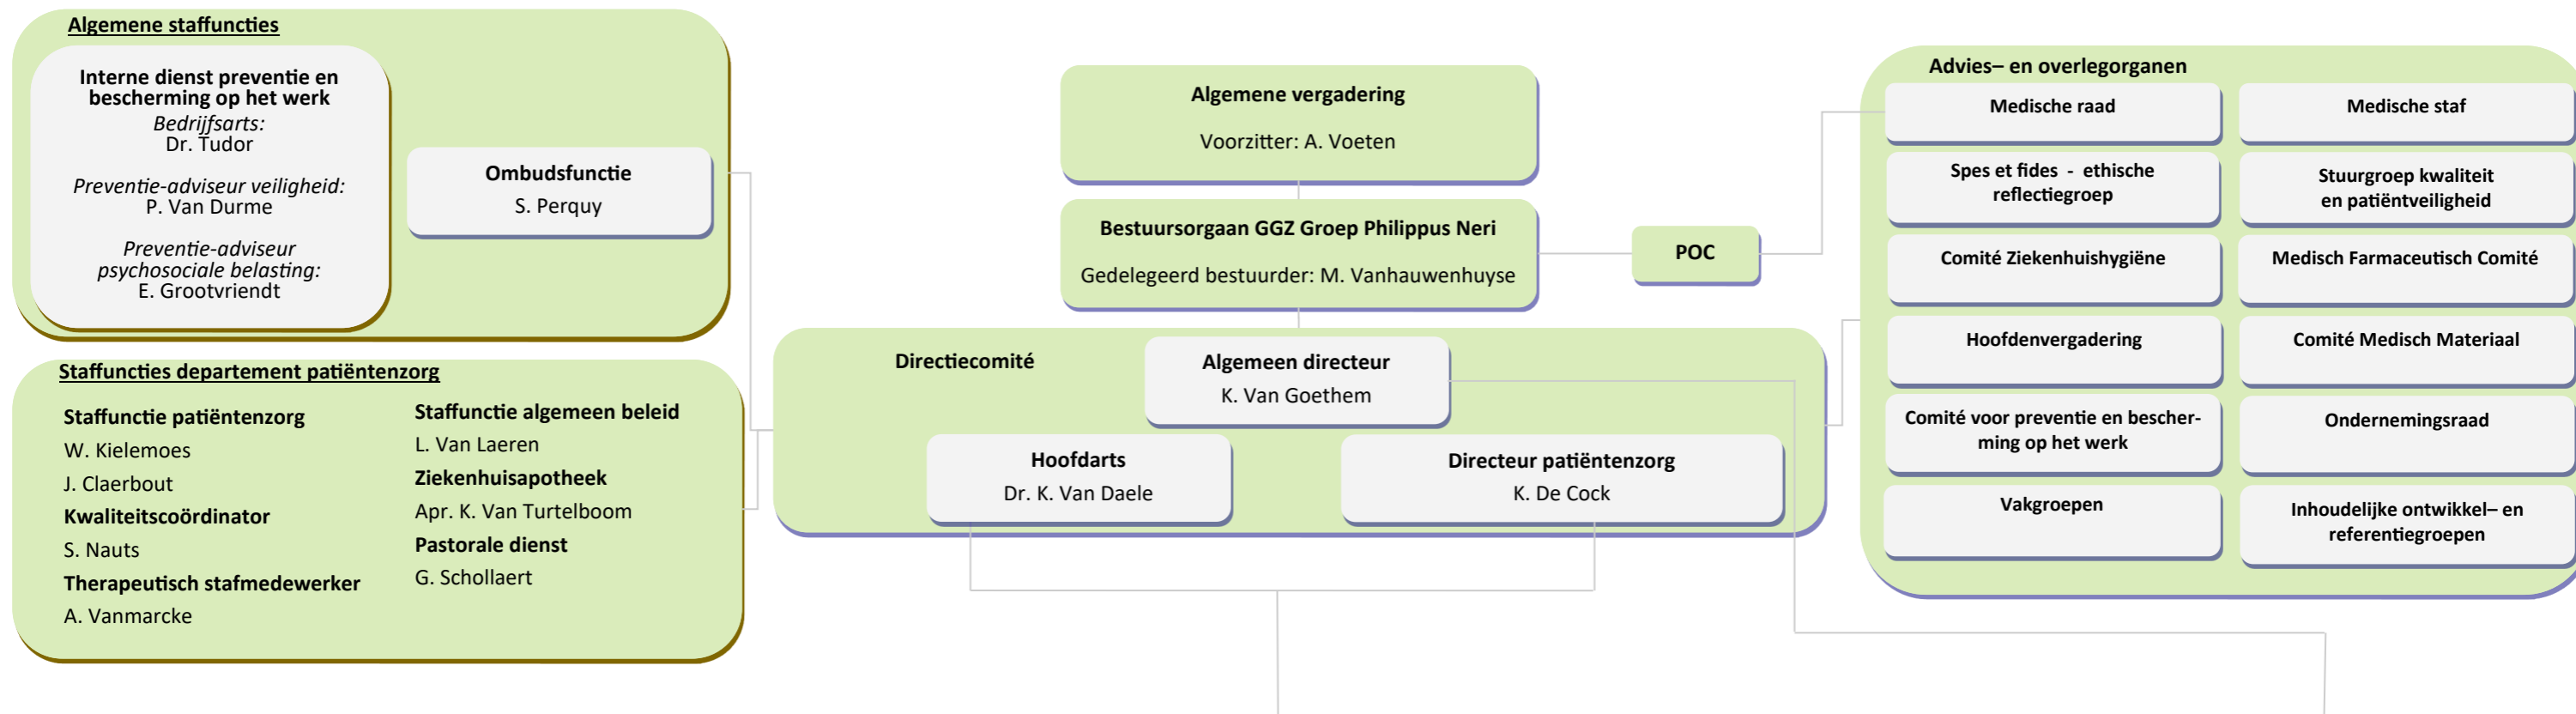 Algemene staffuncties
Interne dienst preventie en
bescherming op het werk
Bedrijfsarts:
Dr. Tudor
Preventie-adviseur veiligheid:
P. Van Durme
Preventie-adviseur
psychosociale belasting:
E. Grootvriendt
Ombudsfunctie
S. Perquy
Staffuncties departement patiëntenzorg
Staffunctie patiëntenzorg
W. Kielemoes
J. Claerbout
Kwaliteitscoördinator
S. Nauts
Therapeutisch stafmedewerker
A. Vanmarcke
Staffunctie algemeen beleid
L. Van Laeren
Ziekenhuisapotheek
Apr. K. Van Turtelboom
Pastorale dienst
G. Schollaert
Algemene vergadering
Voorzitter: A. Voeten
Bestuursorgaan GGZ Groep Philippus Neri
Gedelegeerd bestuurder: M. Vanhauwenhuyse
POC
Directiecomité
Algemeen directeur
K. Van Goethem
Hoofdarts
Dr. K. Van Daele
Directeur patiëntenzorg
K. De Cock
Advies– en overlegorganen
Medische raad
Medische staf
Spes et fides - ethische
reflectiegroep
Stuurgroep kwaliteit
en patiëntveiligheid
Comité Ziekenhuishygiëne
Medisch Farmaceutisch Comité
Hoofdenvergadering
Comité Medisch Materiaal
Comité voor preventie en bescher-
ming op het werk
Ondernemingsraad
Vakgroepen
Inhoudelijke ontwikkel– en
referentiegroepen